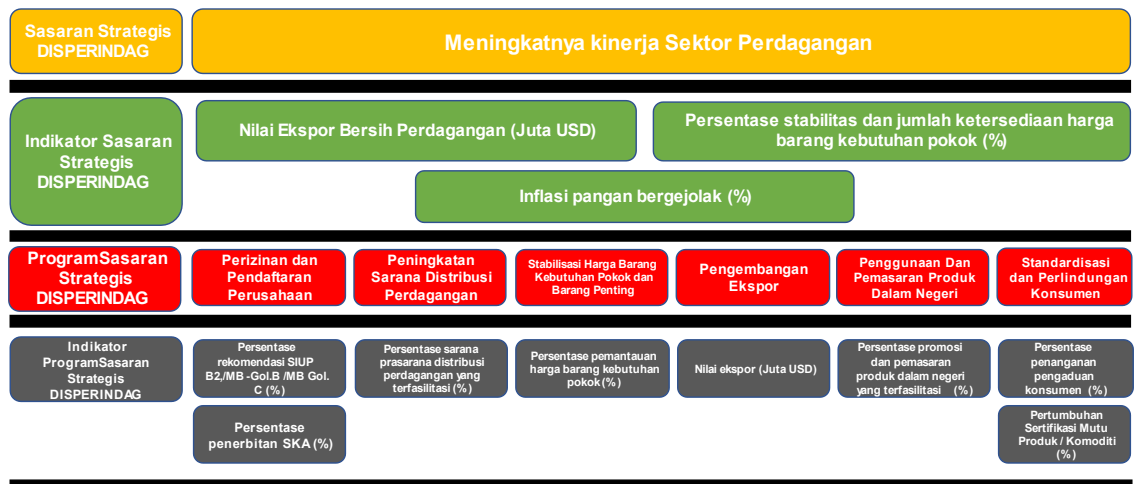 Sasaran Strategis
DISPERINDAG
Meningkatnya kinerja Sektor Perdagangan
Indikator Sasaran
Strategis
DISPERINDAG
Nilai Ekspor Bersih Perdagangan (Juta USD)
Persentase stabilitas dan jumlah ketersediaan harga
barang kebutuhan pokok (%)
Inflasi pangan bergejolak (%)
ProgramSasaran
Strategis
DISPERINDAG
Perizinan dan
Pendaftaran
Perusahaan
Peningkatan
Sarana Distribusi
Perdagangan
Stabilisasi Harga Barang
Kebutuhan Pokok dan
Barang Penting
Pengembangan
Ekspor
Penggunaan Dan
Pemasaran Produk
Dalam Negeri
Standardisasi
dan Perlindungan
Konsumen
Indikator
ProgramSasaran
Strategis
DISPERINDAG
Persentase
rekomendasi SIUP
B2,/MB -Gol.B /MB Gol.
C (%)
Persentase sarana
prasarana distribusi
perdagangan yang
terfasilitasi (%)
Persentase pemantauan
harga barang kebutuhan
pokok (%)
Nilai ekspor (Juta USD)
Persentase promosi
dan pemasaran
produk dalam negeri
yang terfasilitasi (%)
Persentase
penanganan
pengaduan
konsumen (%)
Persentase
penerbitan SKA (%)
Pertumbuhan
Sertifikasi Mutu
Produk / Komoditi
(%)